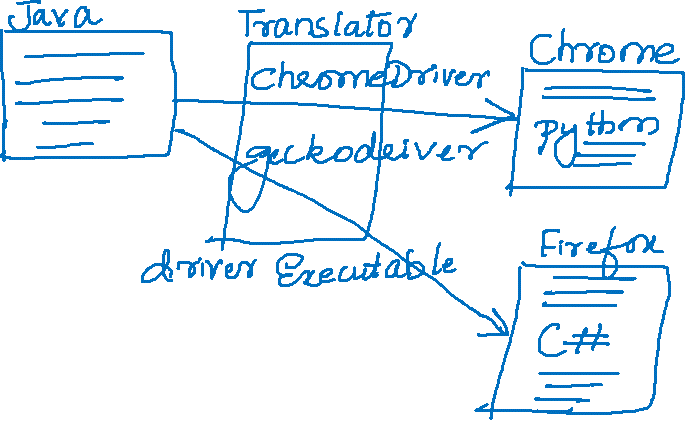 Java
Translator
ChromeDriver
geckodriver
driver Executable
Chrome
python
Firefox
C#